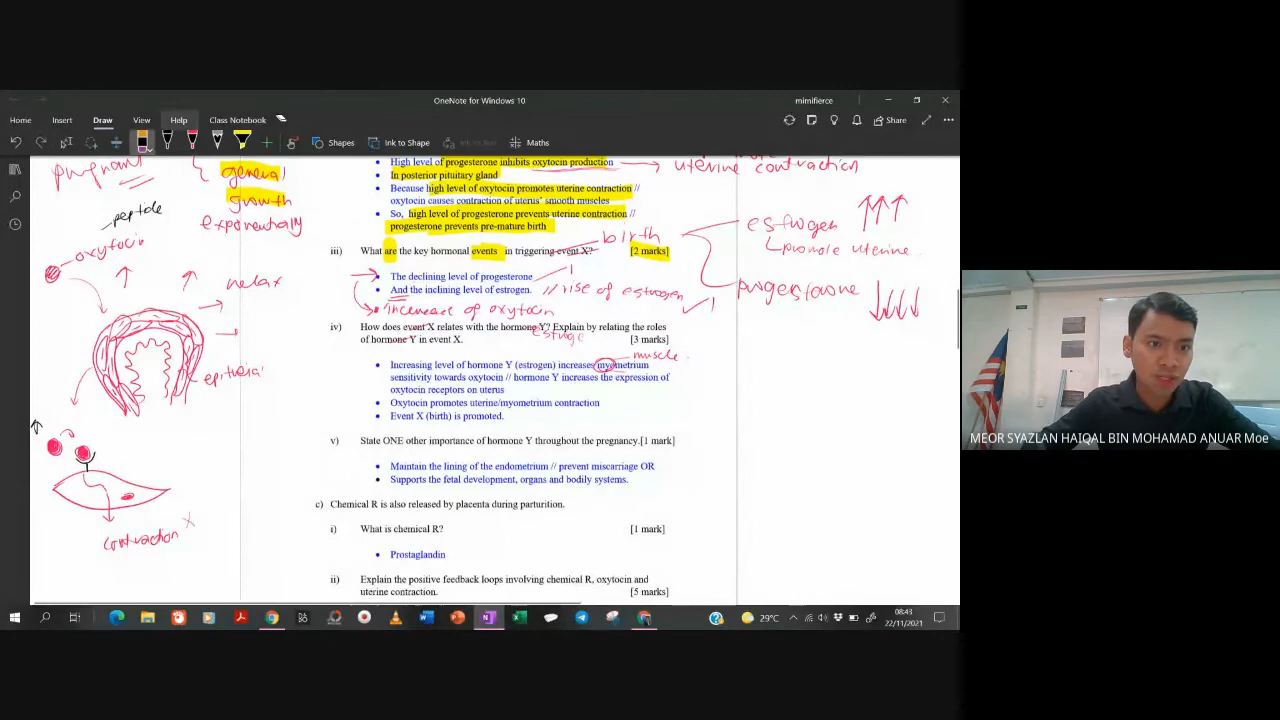 OneNote for Windows 10
mimifierce
Home
Insert
Draw
View
Help
Class Notebook
Share
Shapes
Ink to Shape
Ink to Math
Maths
pregnant
general
growth
exponentially
peptide
oxytocin
relax
contraction X
• High level of progesterone inhibits oxytocin production
uterine contraction
• In posterior pituitary gland
• Because high level of oxytocin promotes uterine contraction //
oxytocin causes contraction of uterus' smooth muscles
• So, high level of progesterone prevents uterine contraction //
progesterone prevents pre-mature birth
birth
estrogen
promote uterine
progesterone
iii) What are the key hormonal events in triggering event X? [2 marks]
• The declining level of progesterone
• And the inclining level of estrogen.
// rise of estrogen
• increase of oxytocin
iv) How does event X relates with the hormone Y? Explain by relating the roles
of hormone Y in event X. [3 marks]
muscle
• Increasing level of hormone Y (estrogen) increases myometrium
sensitivity towards oxytocin // hormone Y increases the expression of
oxytocin receptors on uterus
• Oxytocin promotes uterine/myometrium contraction
• Event X (birth) is promoted.
v) State ONE other importance of hormone Y throughout the pregnancy.[1 mark]
• Maintain the lining of the endometrium // prevent miscarriage OR
• Supports the fetal development, organs and bodily systems.
c) Chemical R is also released by placenta during parturition.
i) What is chemical R? [1 mark]
• Prostaglandin
ii) Explain the positive feedback loops involving chemical R, oxytocin and
uterine contraction. [5 marks]
MEOR SYAZLAN HAIQAL BIN MOHAMAD ANUAR Moe
29°C
08:43
22/11/2021